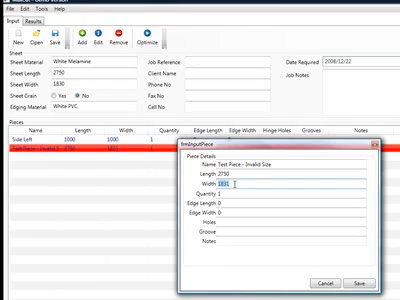 MaxCut - Demo Version
File Edit Tools Help
Input Results
New Open Save Add Edit Remove Optimize
Sheet
Sheet Material White Melamine Job Reference Date Required 2008/12/22
Sheet Length 2750 Client Name Job Notes
Sheet Width 1830 Phone No
Sheet Grain Yes No Fax No
Edging Material White PVC Cell No
Pieces
Name Length Width Quantity Edge Length Edge Width Hinge Holes Grooves Notes
Side Left 1000 1000 1
Test Piece - Invalid S 2750 1831 1
frmInputPiece
Piece Details
Name Test Piece - Invalid Size
Length 2750
Width 1831
Quantity 1
Edge Length 0
Edge Width 0
Holes
Groove
Notes
Cancel Save